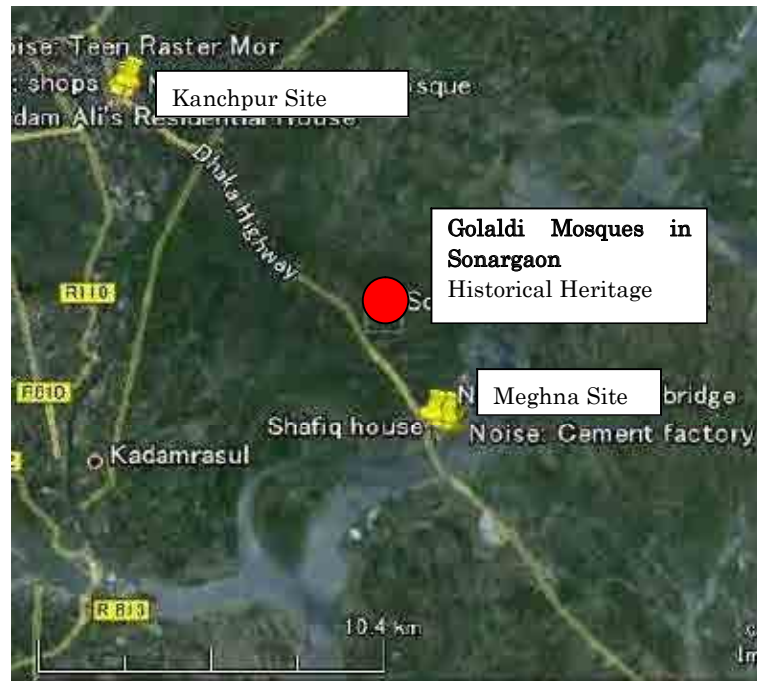 oise: Teen Raster Mor
shops
Kanchpur Site
sque
dam Ali's Residential House
Dhaka Highway
Golaldi Mosques in
Sonargaon
Historical Heritage
R110
Meghna Site
bridge
R810
Shafiq house
Noise: Cement factory
Kadamrasul
R 813
10.4 km